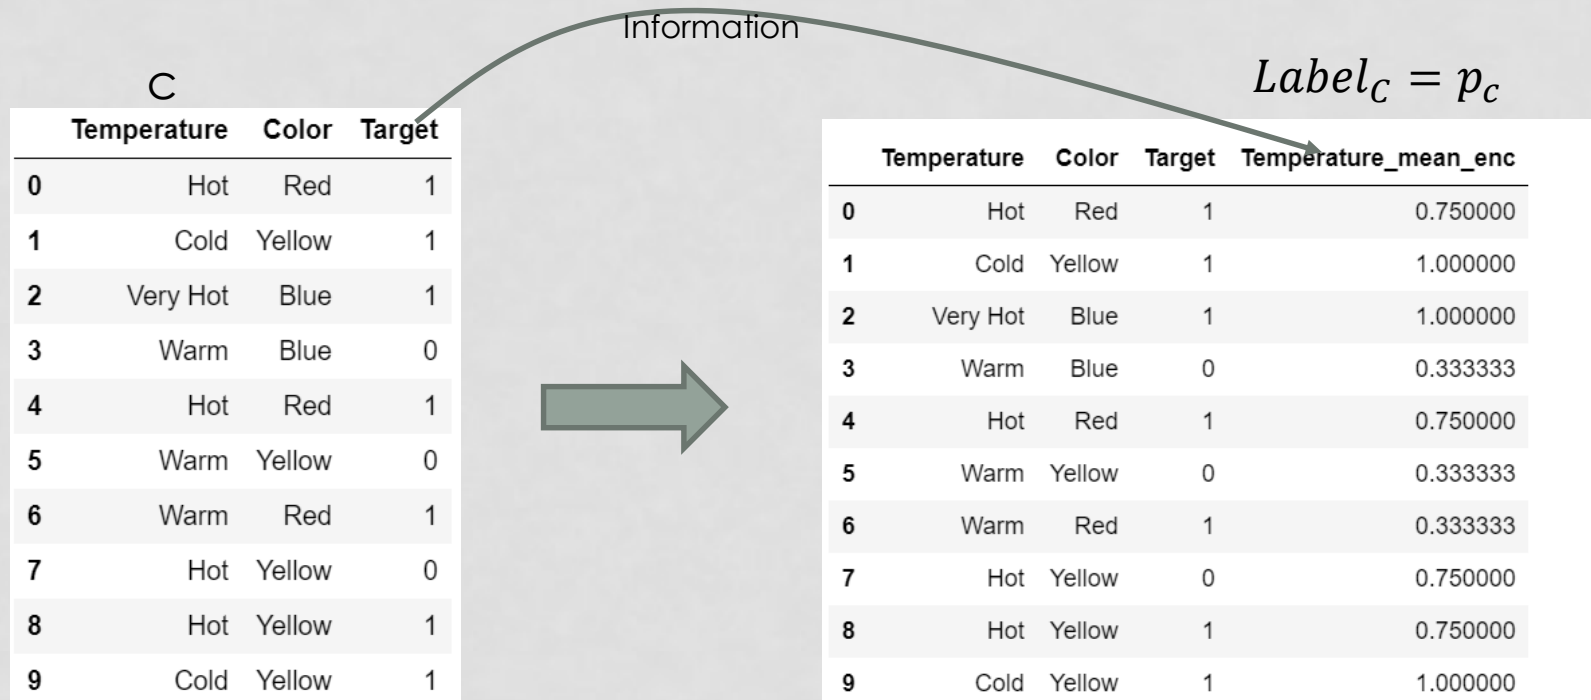 Information
C
Label_C = p_c
Temperature Color Target
0 Hot Red 1
1 Cold Yellow 1
2 Very Hot Blue 1
3 Warm Blue 0
4 Hot Red 1
5 Warm Yellow 0
6 Warm Red 1
7 Hot Yellow 0
8 Hot Yellow 1
9 Cold Yellow 1
Temperature Color Target Temperature_mean_enc
0 Hot Red 1 0.750000
1 Cold Yellow 1 1.000000
2 Very Hot Blue 1 1.000000
3 Warm Blue 0 0.333333
4 Hot Red 1 0.750000
5 Warm Yellow 0 0.333333
6 Warm Red 1 0.333333
7 Hot Yellow 0 0.750000
8 Hot Yellow 1 0.750000
9 Cold Yellow 1 1.000000